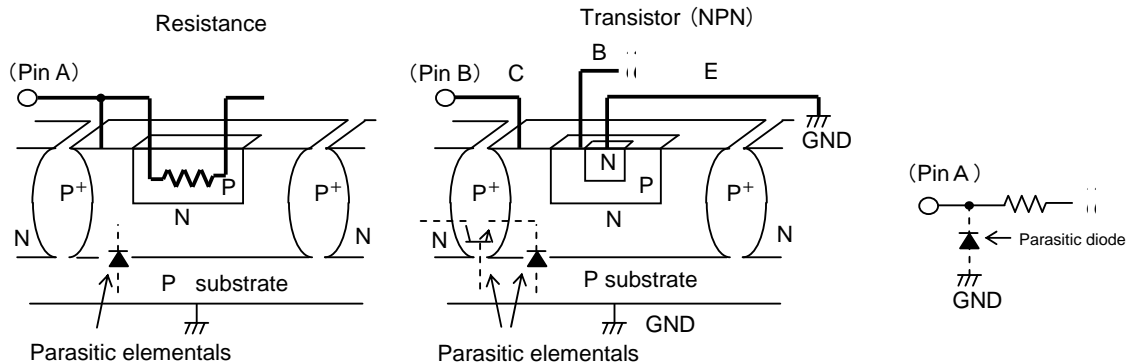 Resistance
(Pin A)
P⁺
P
N
P⁺
N
N
P substrate
Parasitic elementals
Transistor (NPN)
(Pin B)
C
B
E
GND
P⁺
N
P
N
P⁺
N
N
P substrate
GND
Parasitic elementals
(Pin A)
Parasitic diode
GND